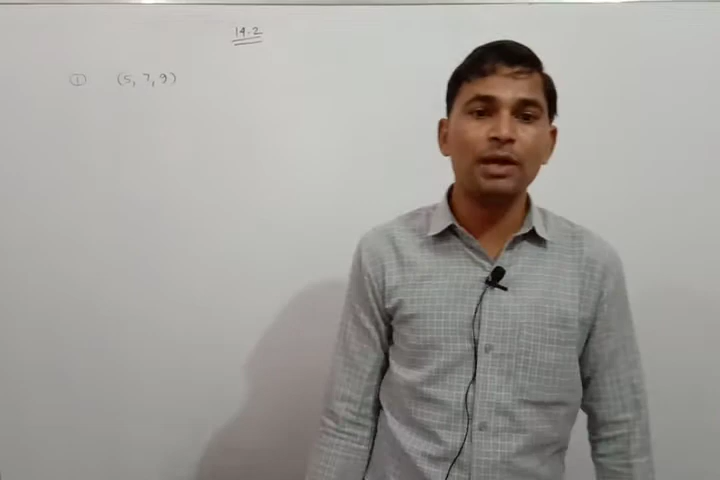 14.2
① (5, 7, 9)